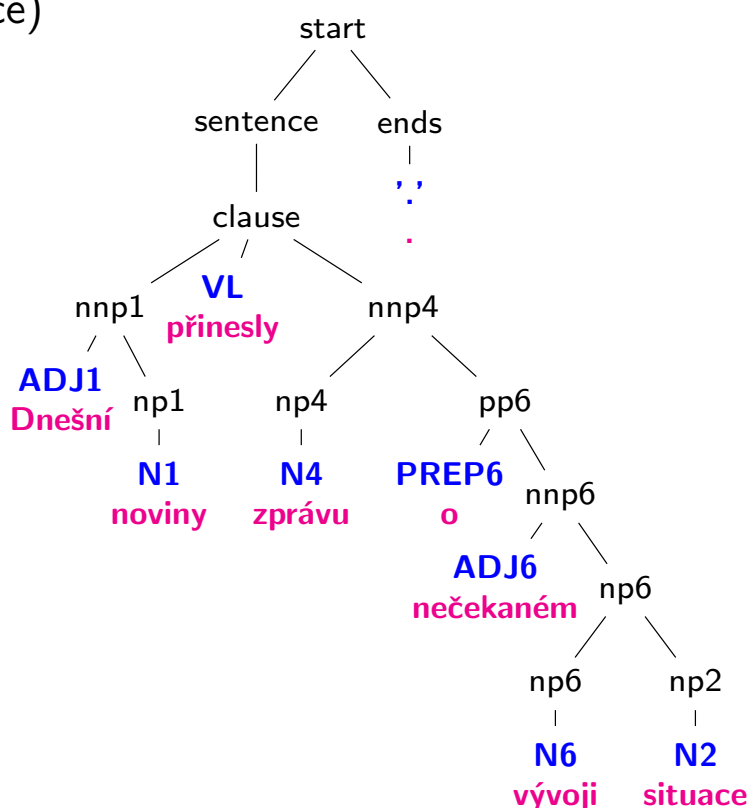 ce)
start
sentence ends
'.'
clause .
VL
nnp1 nnp4
přinesly
ADJ1 np1 np4 pp6
Dnešní
N1 N4 PREP6
nnp6
noviny zprávu o
ADJ6
np6
nečekaném
np6 np2
N6 N2
vývoji situace